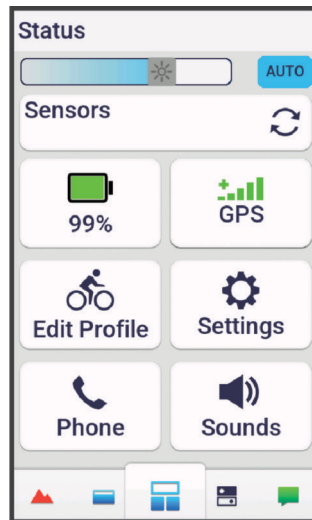 Status
AUTO
Sensors
99%
GPS
Edit Profile
Settings
Phone
Sounds